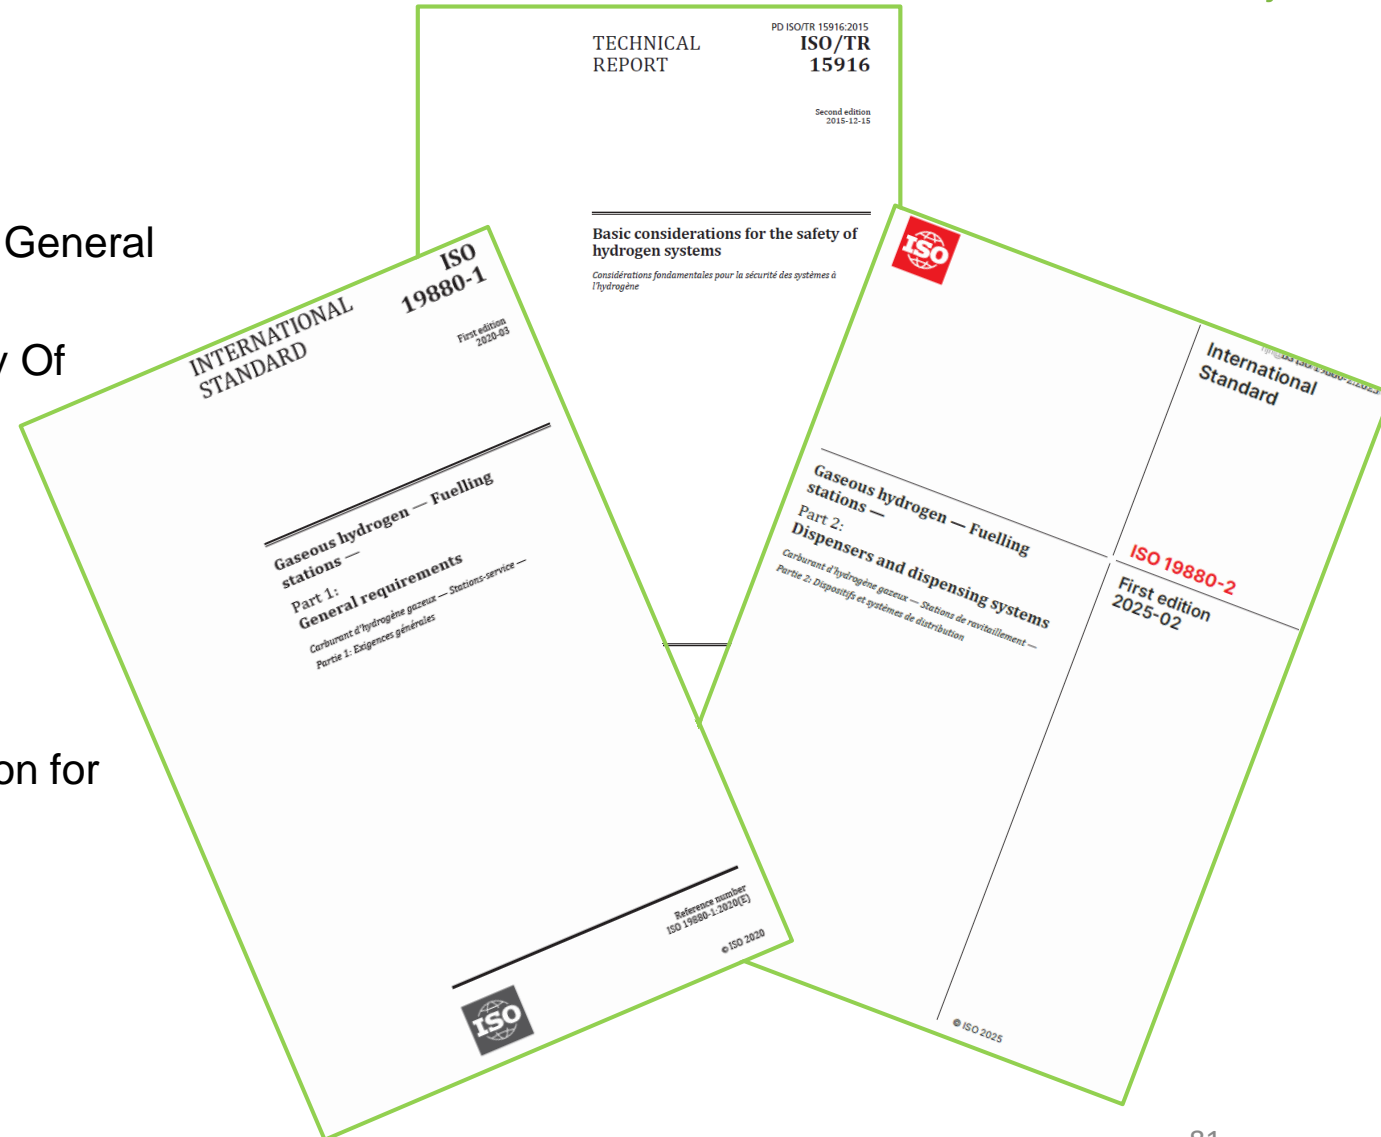 General
Of
on for
PD ISO/TR 15916:2015
TECHNICAL
REPORT
ISO/TR
15916
Second edition
2015-12-15
Basic considerations for the safety of
hydrogen systems
Considérations fondamentales pour la sécurité des systèmes à
l'hydrogène
INTERNATIONAL
STANDARD
ISO
19880-1
First edition
2020-03
Gaseous hydrogen — Fuelling
stations —
Part 1:
General requirements
Carburant d'hydrogène gazeux — Stations-service —
Partie 1: Exigences générales
Reference number
ISO 19880-1:2020(E)
© ISO 2020
ISO
ISO
International
Standard
Gaseous hydrogen — Fuelling
stations —
Part 2:
Dispensers and dispensing systems
Carburant d'hydrogène gazeux — Stations de ravitaillement —
Partie 2: Dispositifs et systèmes de distribution
ISO 19880-2
First edition
2025-02
© ISO 2025